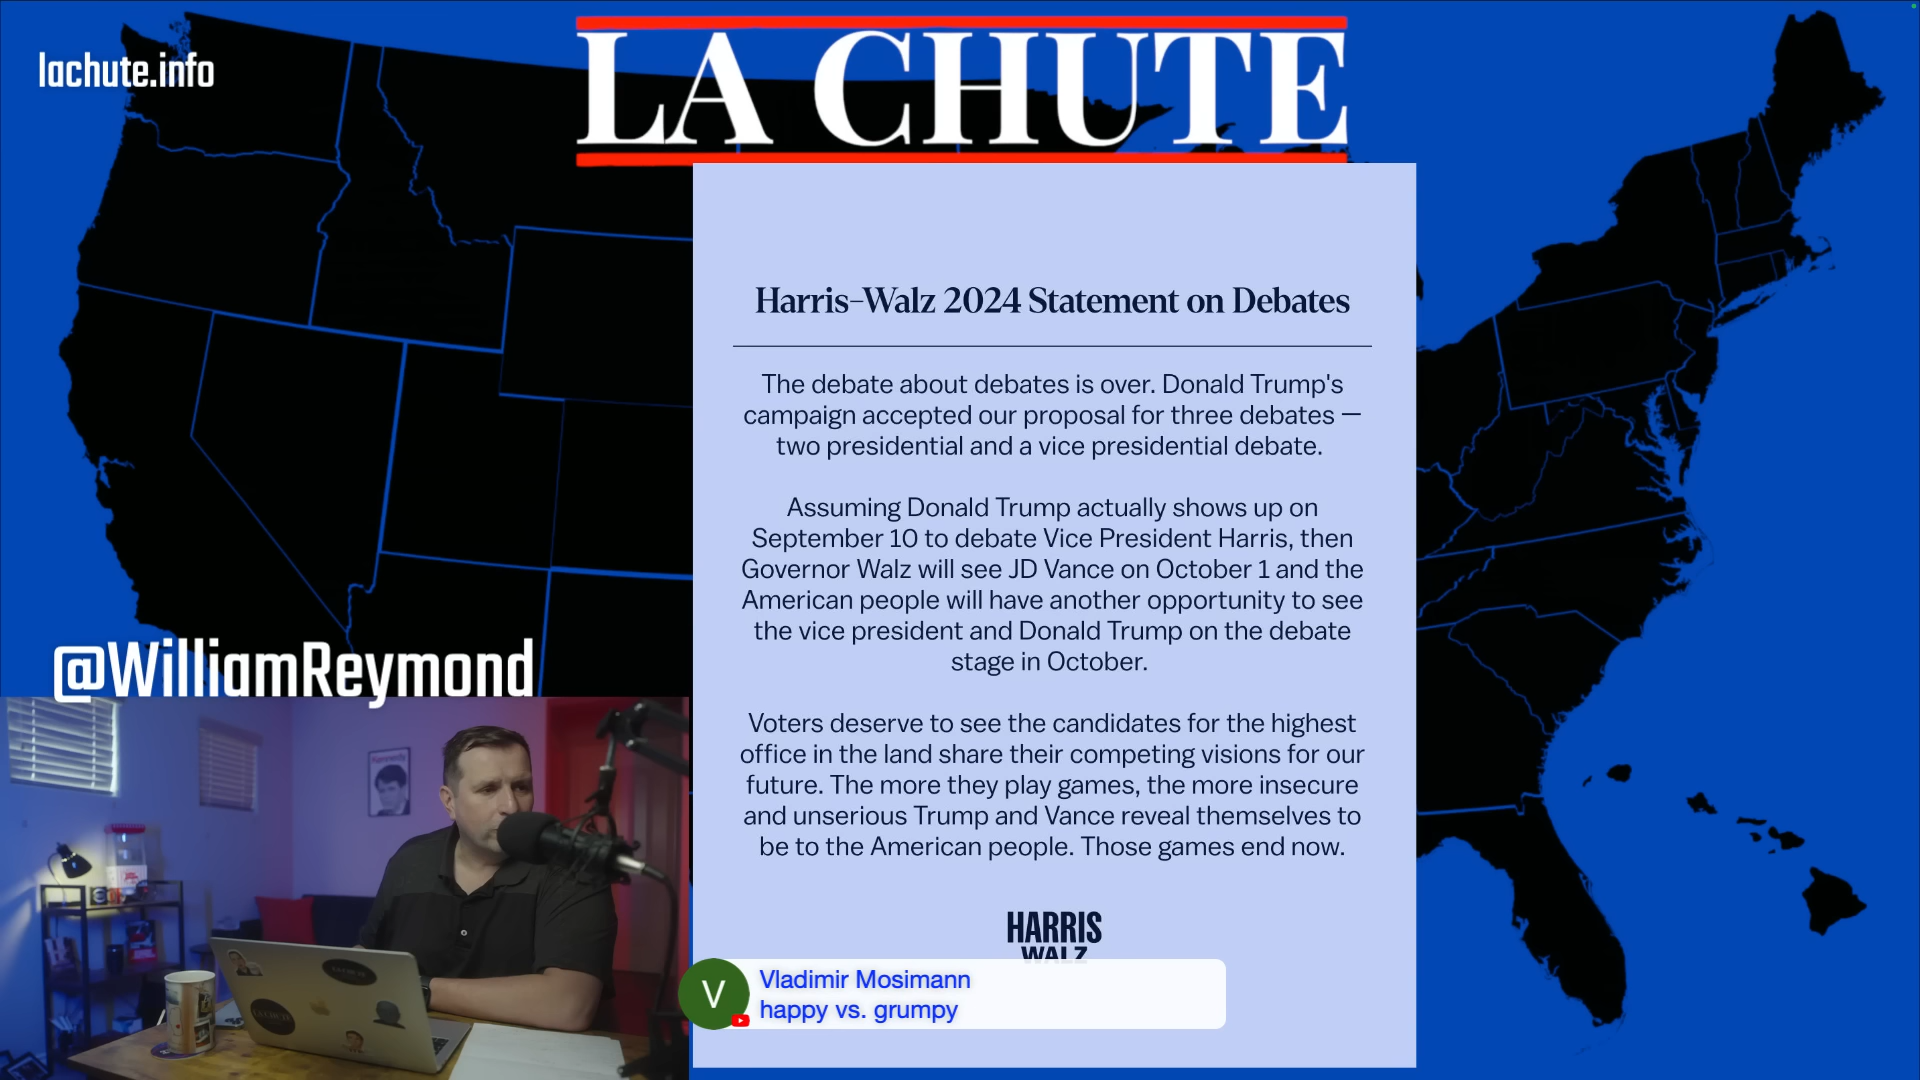 lachute.info
LA CHUTE
Harris-Walz 2024 Statement on Debates
The debate about debates is over. Donald Trump's
campaign accepted our proposal for three debates —
two presidential and a vice presidential debate.
Assuming Donald Trump actually shows up on
September 10 to debate Vice President Harris, then
Governor Walz will see JD Vance on October 1 and the
American people will have another opportunity to see
the vice president and Donald Trump on the debate
stage in October.
Voters deserve to see the candidates for the highest
office in the land share their competing visions for our
future. The more they play games, the more insecure
and unserious Trump and Vance reveal themselves to
be to the American people. Those games end now.
HARRIS
WALZ
@WilliamReymond
Kennedy
LA CHUTE
V
Vladimir Mosimann
happy vs. grumpy